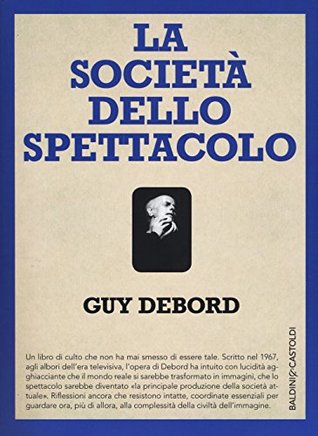 LA
SOCIETÀ
DELLO
SPETTACOLO
GUY DEBORD
Un libro di culto che non ha mai smesso di essere tale. Scritto nel 1967,
agli albori dell'era televisiva, l'opera di Debord ha intuito con lucidità ag-
ghiacciante che il mondo reale si sarebbe trasformato in immagini, che lo
spettacolo sarebbe diventato «la principale produzione della società at-
tuale». Riflessioni ancora che resistono intatte, coordinate essenziali per
guardare ora, più di allora, alla complessità della civiltà dell'immagine.
BALDINI&CASTOLDI